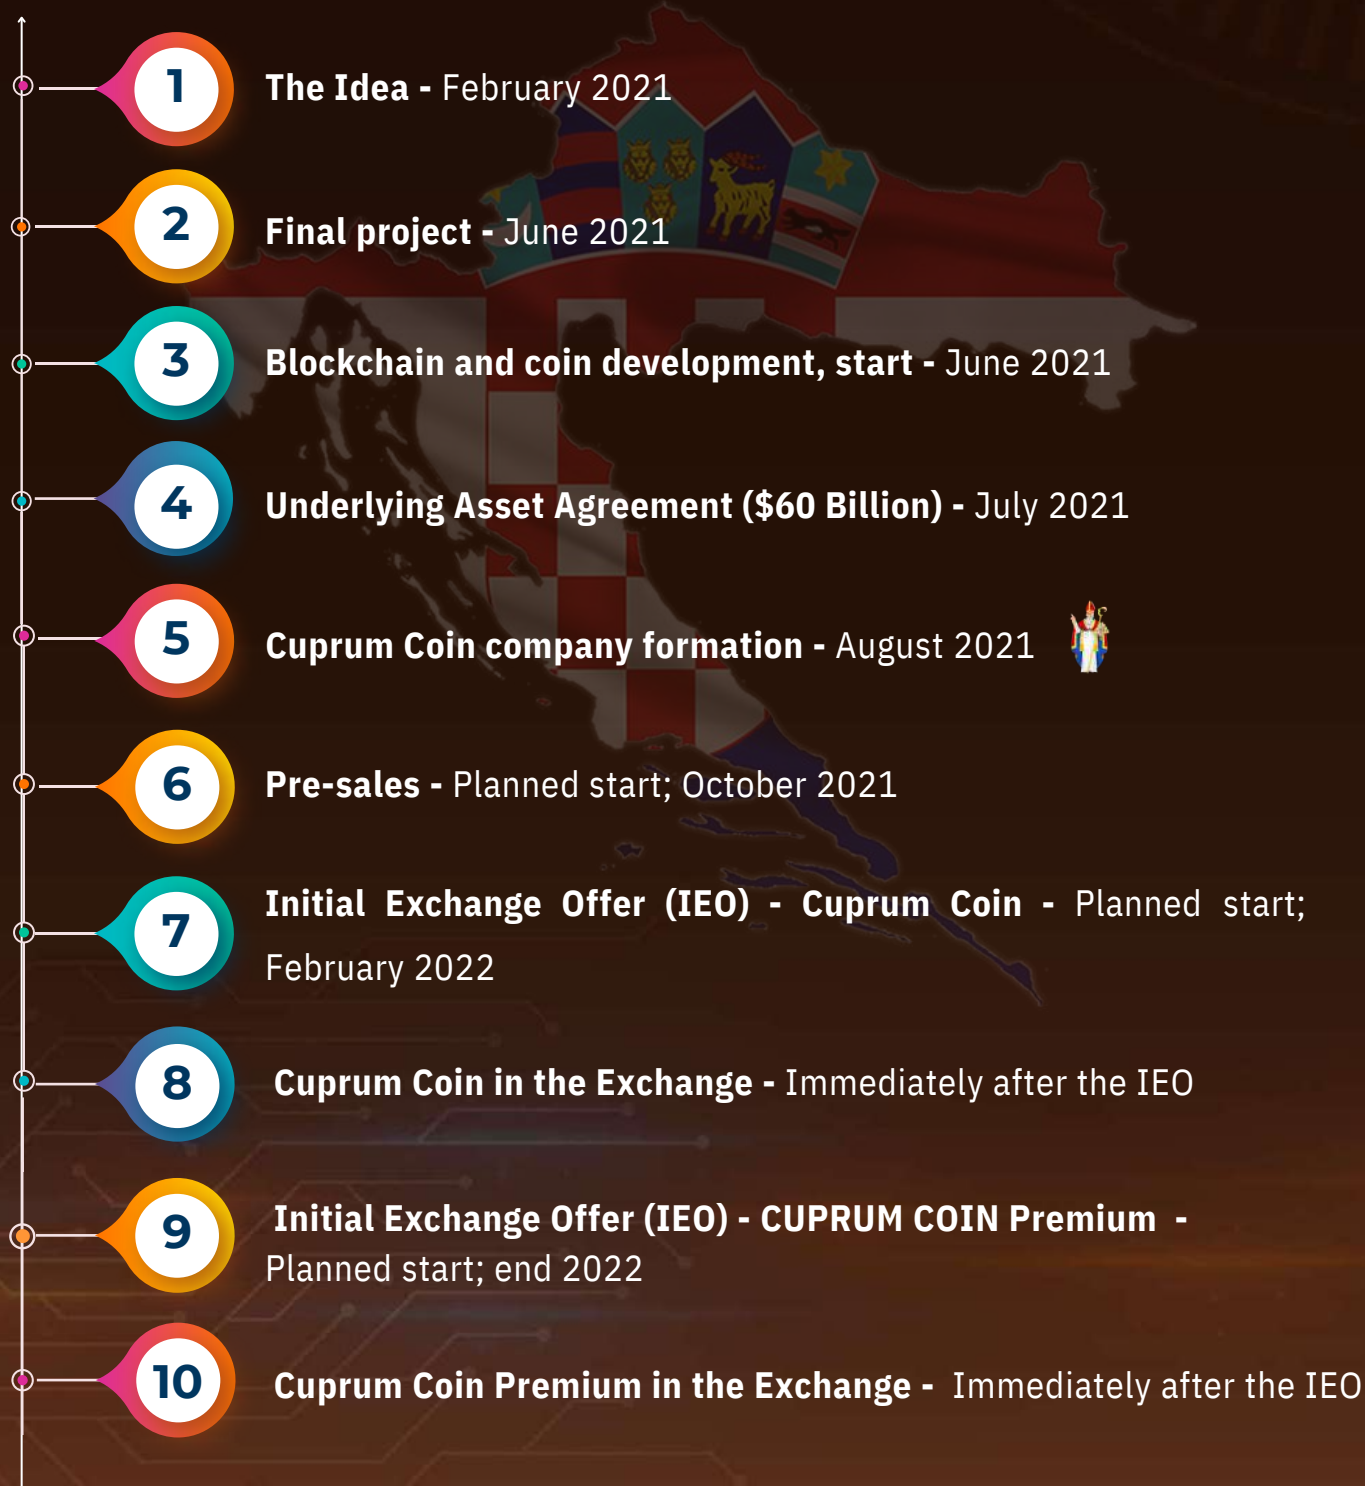 1
The Idea - February 2021
2
Final project - June 2021
3
Blockchain and coin development, start - June 2021
4
Underlying Asset Agreement ($60 Billion) - July 2021
5
Cuprum Coin company formation - August 2021
6
Pre-sales - Planned start; October 2021
7
Initial Exchange Offer (IEO) - Cuprum Coin - Planned start;
February 2022
8
Cuprum Coin in the Exchange - Immediately after the IEO
9
Initial Exchange Offer (IEO) - CUPRUM COIN Premium -
Planned start; end 2022
10
Cuprum Coin Premium in the Exchange - Immediately after the IEO